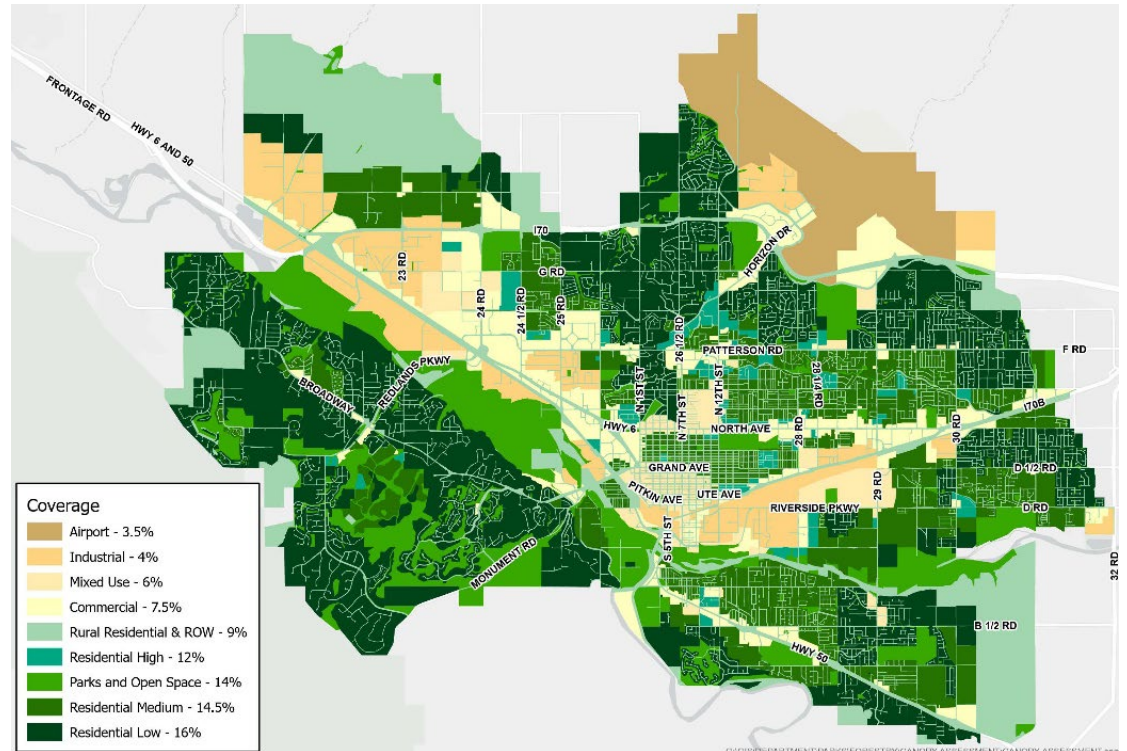 FRONTAGE RD
HWY 6 AND 50
I70
HORIZON DR
23 RD
G RD
24 RD
24 1/2 RD
25 RD
26 1/2 RD
PATTERSON RD
F RD
REDLANDS PKWY
BROADWAY
N 1ST ST
N 7TH ST
N 12TH ST
28 1/4 RD
I70B
HWY 6
NORTH AVE
28 RD
30 RD
GRAND AVE
D 1/2 RD
PITKIN AVE
UTE AVE
29 RD
RIVERSIDE PKWY
D RD
S 5TH ST
MONUMENT RD
32 RD
B 1/2 RD
HWY 50
Coverage
Airport - 3.5%
Industrial - 4%
Mixed Use - 6%
Commercial - 7.5%
Rural Residential & ROW - 9%
Residential High - 12%
Parks and Open Space - 14%
Residential Medium - 14.5%
Residential Low - 16%